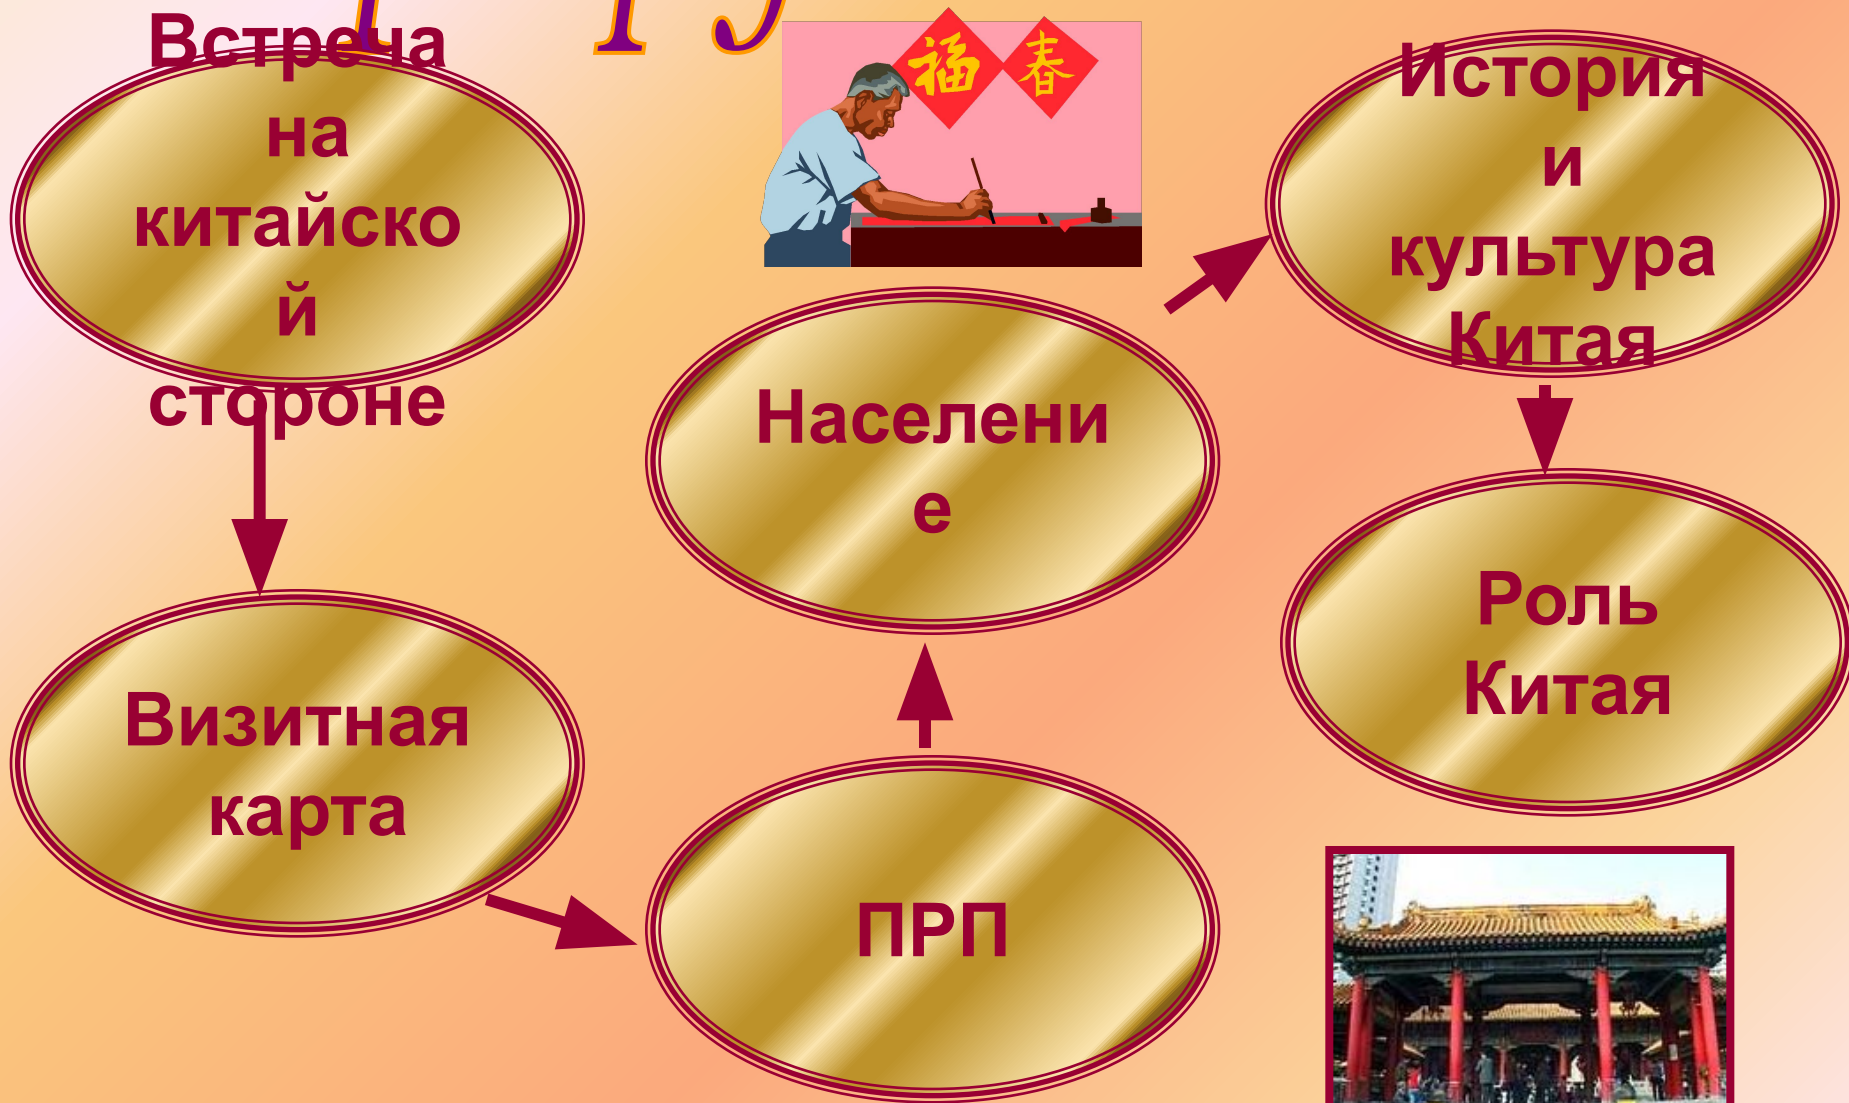 Встреча
на
китайско
й
стороне
福 春
История
и
культура
Китая
Населени
е
Роль
Китая
Визитная
карта
ПРП